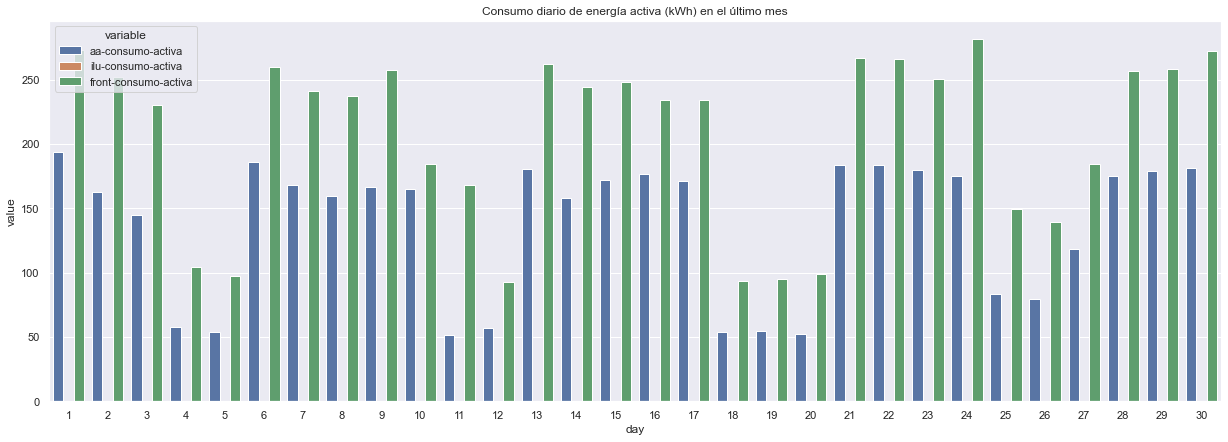 Consumo diario de energía activa (kWh) en el último mes
variable
aa-consumo-activa
ilu-consumo-activa
front-consumo-activa
250
200
150
100
50
0
value
1 2 3 4 5 6 7 8 9 10 11 12 13 14 15 16 17 18 19 20 21 22 23 24 25 26 27 28 29 30
day